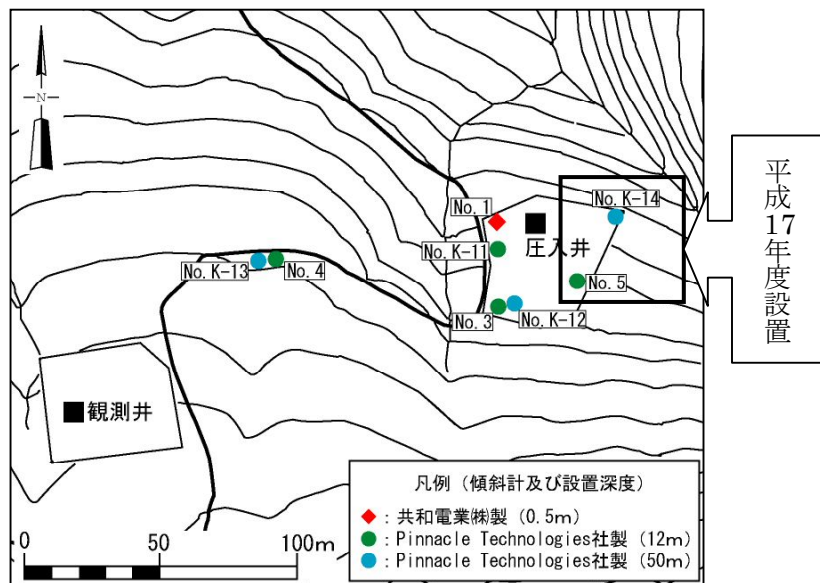 N
No. 1
No. K-14
圧入井
No. K-11
No. K-13
No. 4
No. 5
No. 3
No. K-12
観測井
平成17年度設置
凡例（傾斜計及び設置深度）
：共和電業㈱製（0.5m）
：Pinnacle Technologies社製（12m）
：Pinnacle Technologies社製（50m）
0 50 100m